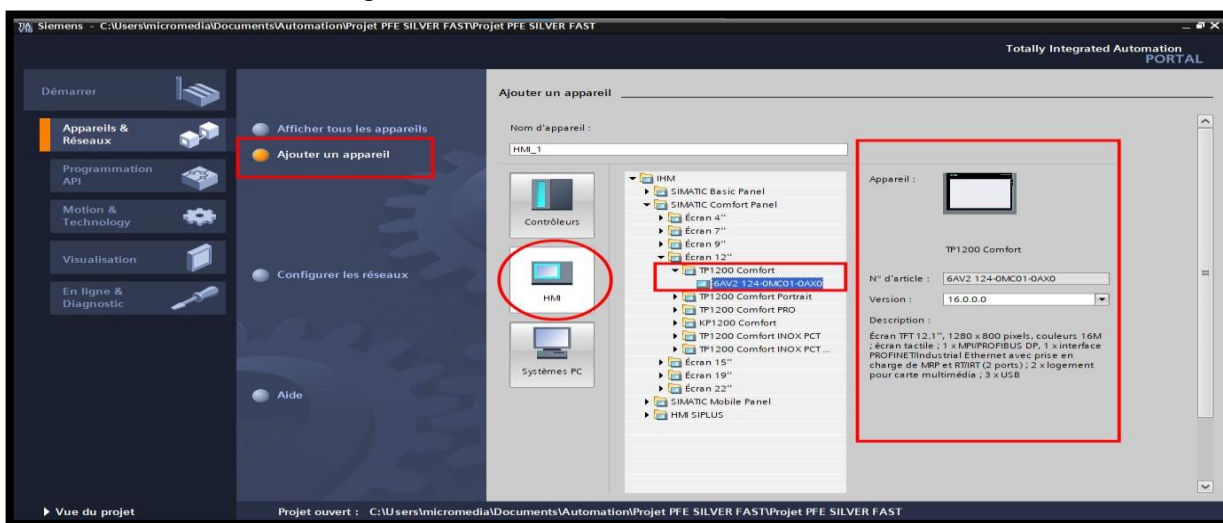 Siemens - C:\Users\micromedia\Documents\Automation\Projet PFE SILVER FAST\Projet PFE SILVER FAST
Totally Integrated Automation
PORTAL
Démarrer
Appareils &
Réseaux
Programmation
API
Motion &
Technology
Visualisation
En ligne &
Diagnostic
Vue du projet
Afficher tous les appareils
Ajouter un appareil
Configurer les réseaux
Aide
Ajouter un appareil
Nom d'appareil :
HMI_1
Contrôleurs
HMI
Systèmes PC
IHM
SIMATIC Basic Panel
SIMATIC Comfort Panel
Écran 4''
Écran 7''
Écran 9''
Écran 12''
TP1200 Comfort
6AV2 124-0MC01-0AX0
TP1200 Comfort Portrait
TP1200 Comfort PRO
KP1200 Comfort
TP1200 Comfort INOX PCT
TP1200 Comfort INOX PCT ...
Écran 15''
Écran 19''
Écran 22''
SIMATIC Mobile Panel
HMI SIPLUS
Appareil :
TP1200 Comfort
N° d'article : 6AV2 124-0MC01-0AX0
Version : 16.0.0.0
Description :
Écran TFT 12.1'', 1280 x 800 pixels, couleurs 16M
; écran tactile ; 1 x MPI/PROFIBUS DP, 1 x interface
PROFINET/Industrial Ethernet avec prise en
charge de MRP et RT/IRT (2 ports) ; 2 x logement
pour carte multimédia ; 3 x USB
Projet ouvert : C:\Users\micromedia\Documents\Automation\Projet PFE SILVER FAST\Projet PFE SILVER FAST